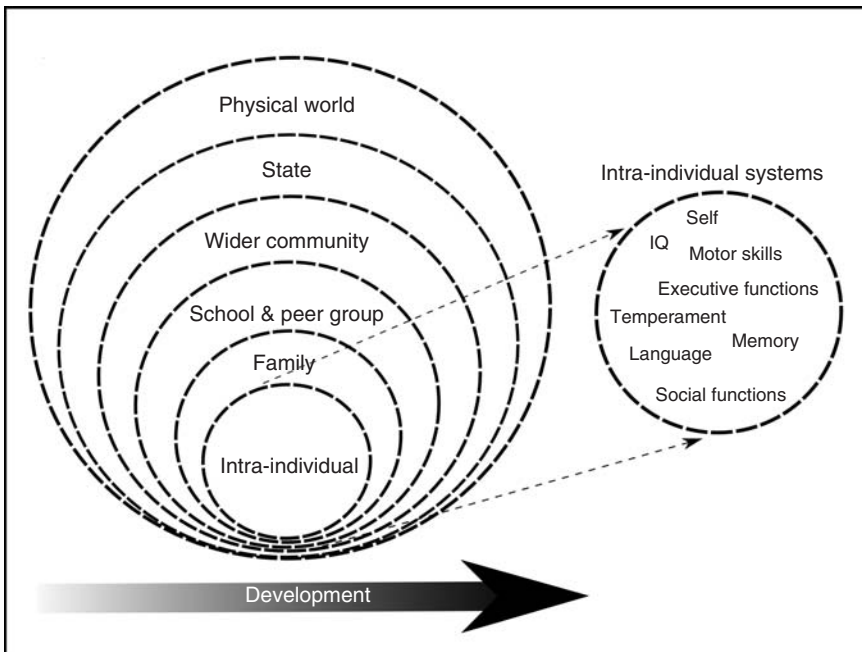 Physical world
State
Wider community
School & peer group
Family
Intra-individual
Intra-individual systems
Self
IQ
Motor skills
Executive functions
Temperament
Memory
Language
Social functions
Development